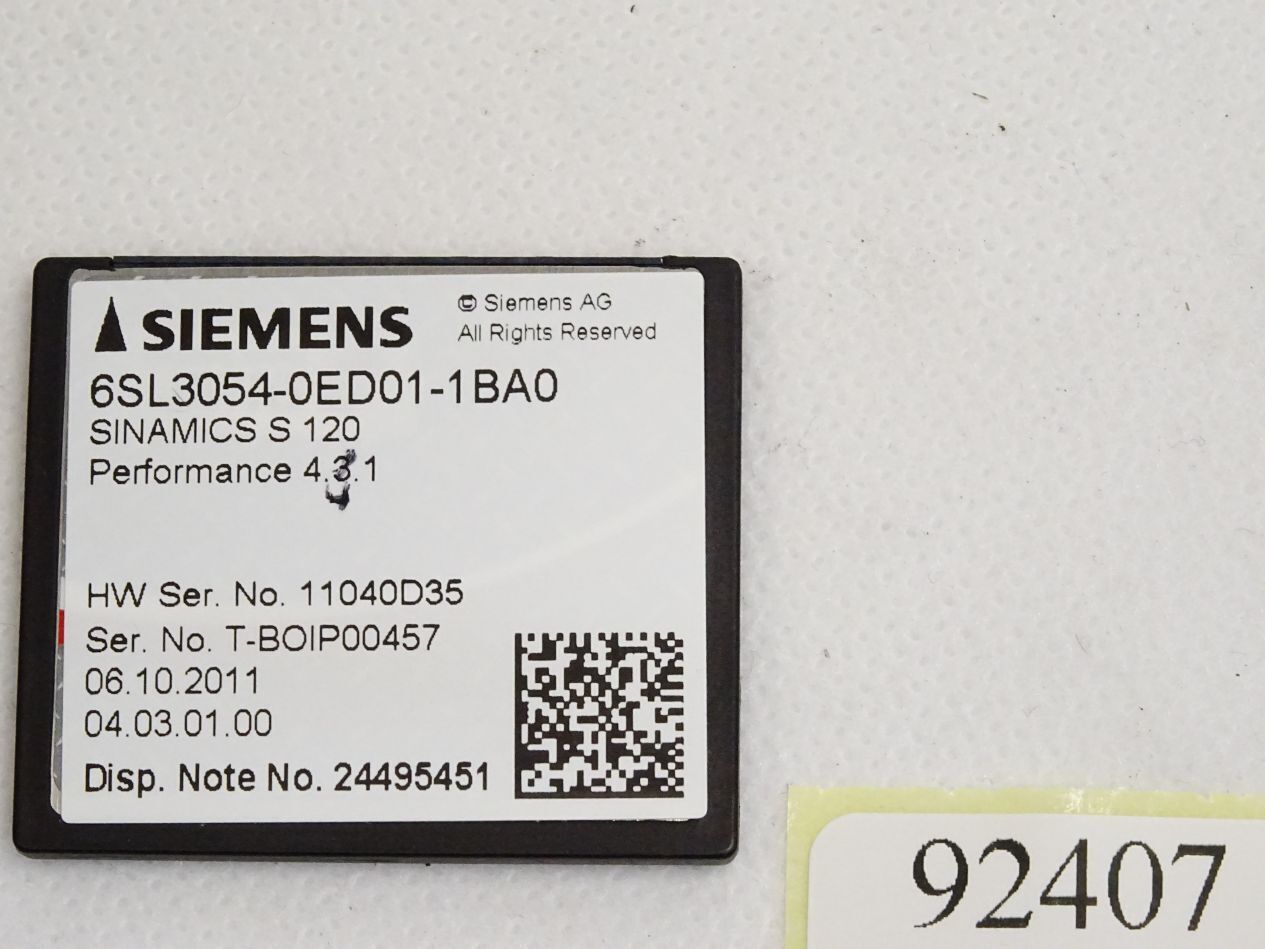 SIEMENS
© Siemens AG
All Rights Reserved
6SL3054-0ED01-1BA0
SINAMICS S 120
Performance 4.3.1
4
HW Ser. No. 11040D35
Ser. No. T-BOIP00457
06.10.2011
04.03.01.00
Disp. Note No. 24495451
92407